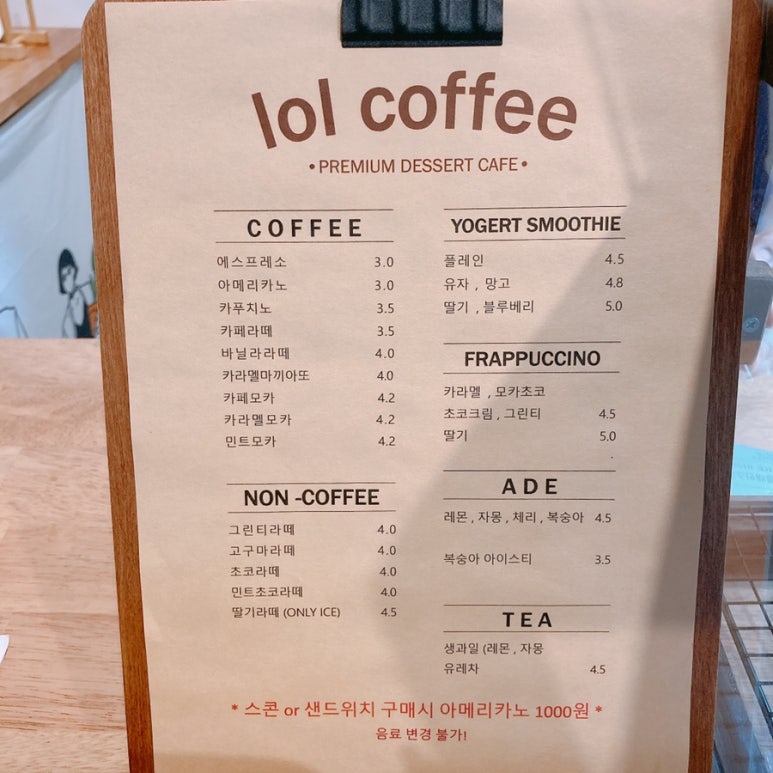 lol coffee
•PREMIUM DESSERT CAFE•
COFFEE
에스프레소 3.0
아메리카노 3.0
카푸치노 3.5
카페라떼 3.5
바닐라라떼 4.0
카라멜마끼아또 4.0
카페모카 4.2
카라멜모카 4.2
민트모카 4.2
NON -COFFEE
그린티라떼 4.0
고구마라떼 4.0
초코라떼 4.0
민트초코라떼 4.0
딸기라떼 (ONLY ICE) 4.5
YOGERT SMOOTHIE
플레인 4.5
유자 , 망고 4.8
딸기 , 블루베리 5.0
FRAPPUCCINO
카라멜 , 모카초코
초코크림 , 그린티 4.5
딸기 5.0
ADE
레몬 , 자몽 , 체리 , 복숭아 4.5
복숭아 아이스티 3.5
TEA
생과일 (레몬 , 자몽
유레차 4.5
* 스콘 or 샌드위치 구매시 아메리카노 1000원 *
음료 변경 불가!